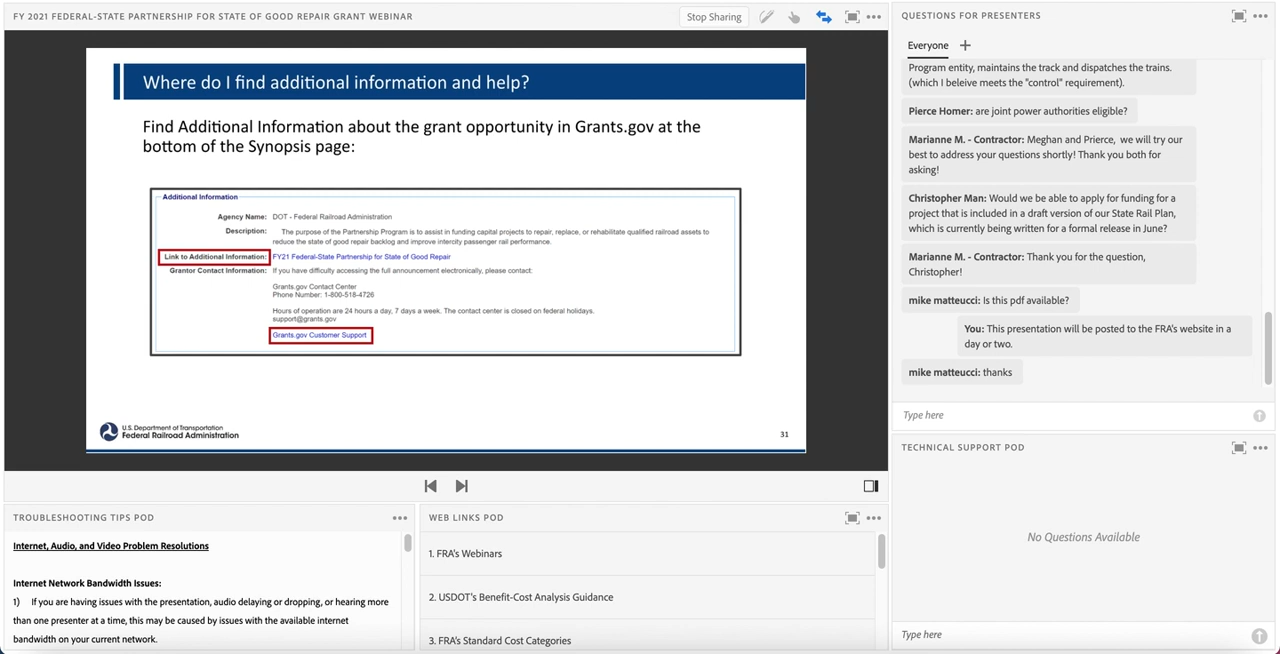 FY 2021 FEDERAL-STATE PARTNERSHIP FOR STATE OF GOOD REPAIR GRANT WEBINAR
Stop Sharing
Where do I find additional information and help?
Find Additional Information about the grant opportunity in Grants.gov at the
bottom of the Synopsis page:
Additional Information
Agency Name: DOT - Federal Railroad Administration
Description: The purpose of the Partnership Program is to assist in funding capital projects to repair, replace, or rehabilitate qualified railroad assets to
reduce the state of good repair backlog and improve intercity passenger rail performance.
Link to Additional Information: FY21 Federal-State Partnership for State of Good Repair
Grantor Contact Information: If you have difficulty accessing the full announcement electronically, please contact:
Grants.gov Contact Center
Phone Number: 1-800-518-4726
Hours of operation are 24 hours a day, 7 days a week. The contact center is closed on federal holidays.
support@grants.gov
Grants.gov Customer Support
U.S. Department of Transportation
Federal Railroad Administration
31
TROUBLESHOOTING TIPS POD
Internet, Audio, and Video Problem Resolutions
Internet Network Bandwidth Issues:
1) If you are having issues with the presentation, audio delaying or dropping, or hearing more
than one presenter at a time, this may be caused by issues with the available internet
bandwidth on your current network.
WEB LINKS POD
1. FRA's Webinars
2. USDOT's Benefit-Cost Analysis Guidance
3. FRA's Standard Cost Categories
QUESTIONS FOR PRESENTERS
Everyone
Program entity, maintains the track and dispatches the trains.
(which I beleive meets the "control" requirement).
Pierce Homer: are joint power authorities eligible?
Marianne M. - Contractor: Meghan and Prierce, we will try our
best to address your questions shortly! Thank you both for
asking!
Christopher Man: Would we be able to apply for funding for a
project that is included in a draft version of our State Rail Plan,
which is currently being written for a formal release in June?
Marianne M. - Contractor: Thank you for the question,
Christopher!
mike matteucci: Is this pdf available?
You: This presentation will be posted to the FRA's website in a
day or two.
mike matteucci: thanks
Type here
TECHNICAL SUPPORT POD
No Questions Available
Type here